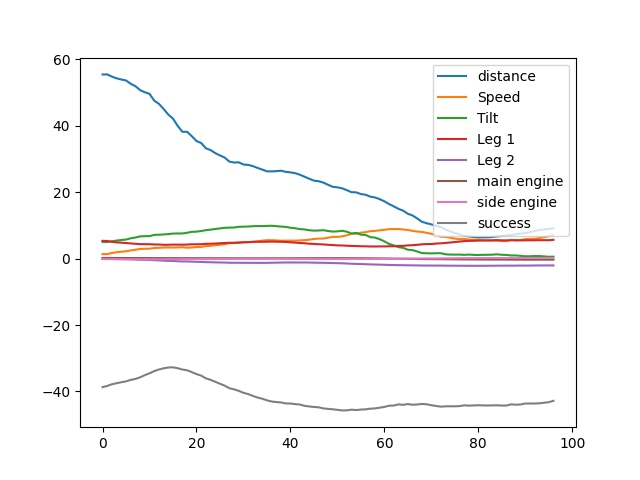 60
40
20
0
−20
−40
0 20 40 60 80 100
distance
Speed
Tilt
Leg 1
Leg 2
main engine
side engine
success